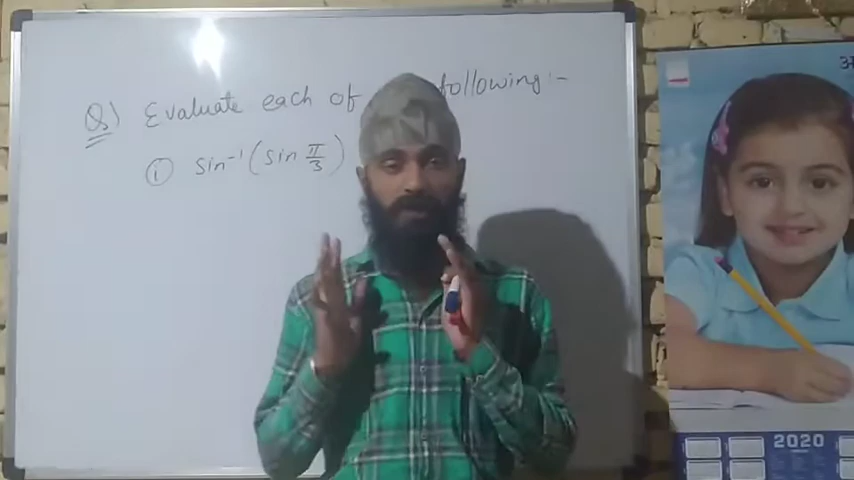 Q) Evaluate each of following :-
(i) sin⁻¹(sin π/3)
2020